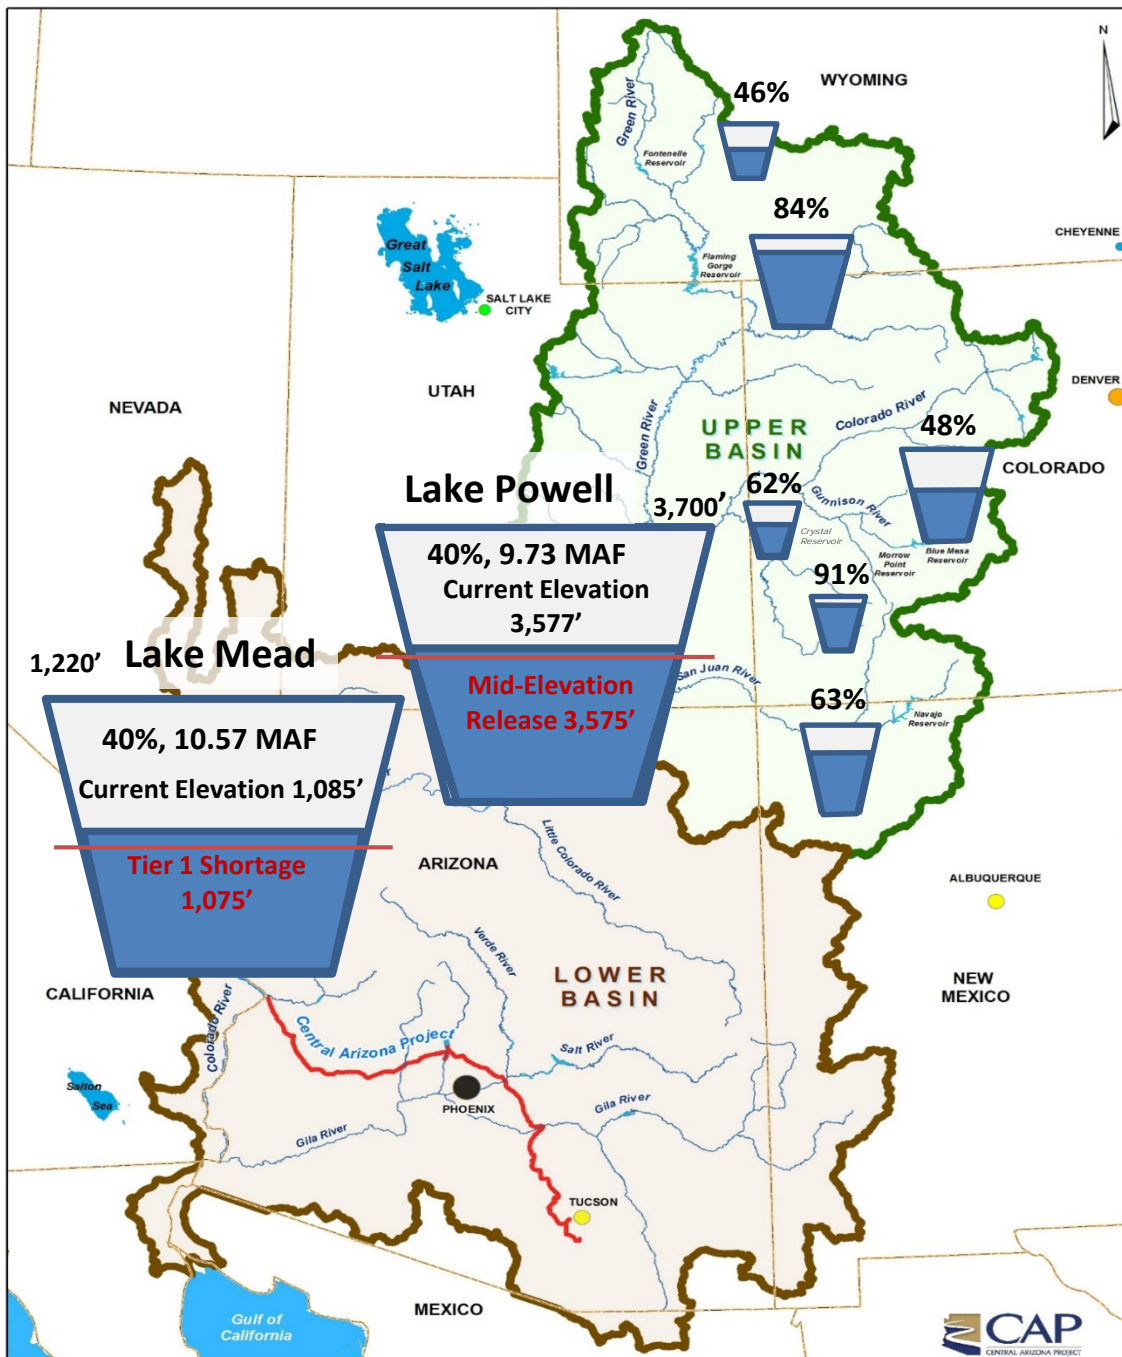 N
WYOMING
46%
Green River
Fontenelle
Reservoir
84%
CHEYENNE
Great
Salt
Lake
Flaming
Gorge
Reservoir
SALT LAKE
CITY
DENVER
UTAH
NEVADA
Colorado River
UPPER
BASIN
Green River
48%
COLORADO
Lake Powell
3,700’
62%
Gunnison River
Crystal
Reservoir
Morrow
Point
Reservoir
Blue Mesa
Reservoir
40%, 9.73 MAF
Current Elevation
3,577’
91%
1,220’
Lake Mead
Mid-Elevation
Release 3,575’
San Juan River
63%
Navajo
Reservoir
40%, 10.57 MAF
Current Elevation 1,085’
Tier 1 Shortage
1,075’
Little Colorado River
ARIZONA
ALBUQUERQUE
Verde River
LOWER
BASIN
NEW
MEXICO
CALIFORNIA
Colorado River
Central Arizona Project
Salt River
Salton
Sea
PHOENIX
Gila River
Gila River
TUCSON
MEXICO
Gulf of
California
CAP
CENTRAL ARIZONA PROJECT